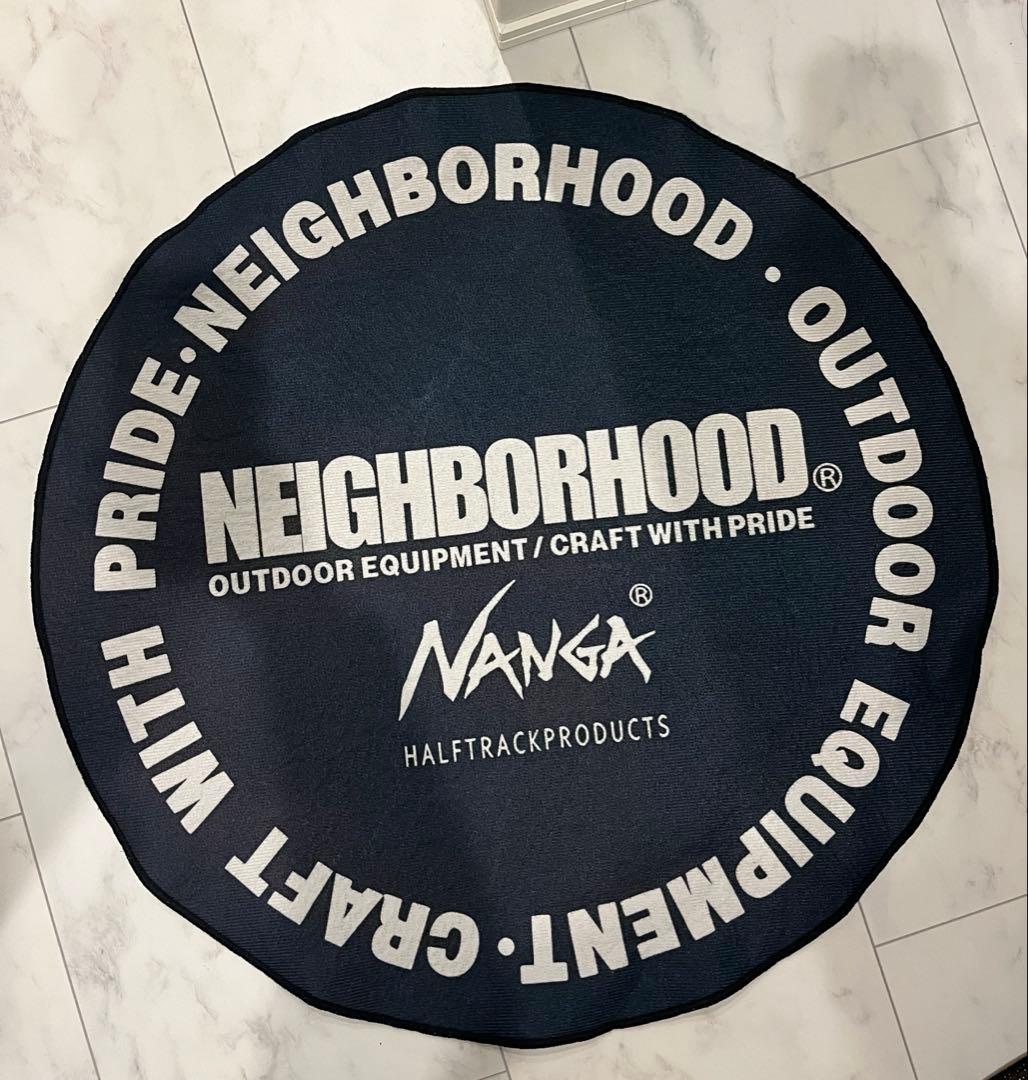 NEIGHBORHOOD · OUTDOOR EQUIPMENT · CRAFT WITH PRIDE ·
NEIGHBORHOOD®
OUTDOOR EQUIPMENT / CRAFT WITH PRIDE
NANGA®
HALFTRACKPRODUCTS